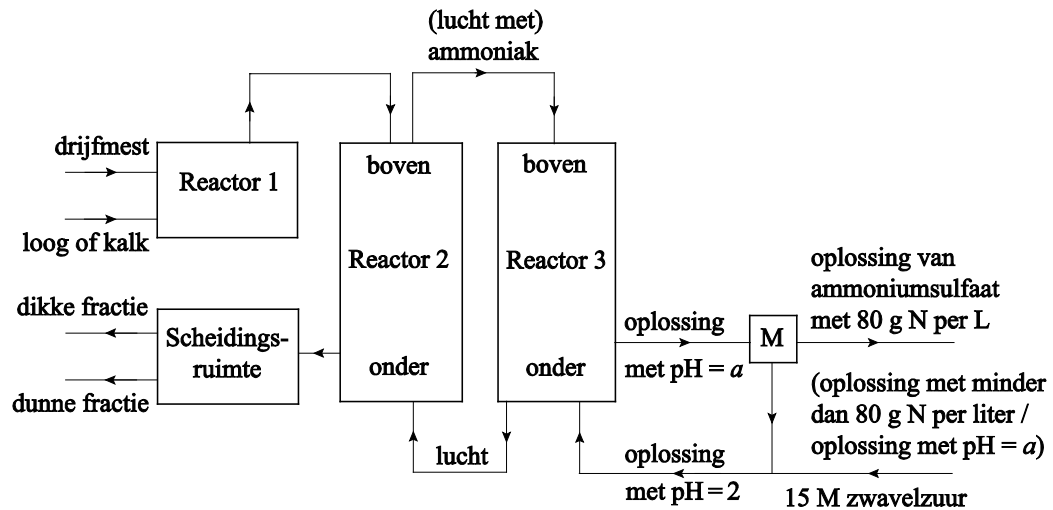 (lucht met)
ammoniak
drijfmest
loog of kalk
Reactor 1
boven
Reactor 2
onder
boven
Reactor 3
onder
dikke fractie
dunne fractie
Scheidings-
ruimte
lucht
oplossing
met pH = a
M
oplossing van
ammoniumsulfaat
met 80 g N per L
(oplossing met minder
dan 80 g N per liter /
oplossing met pH = a)
oplossing
met pH = 2
15 M zwavelzuur